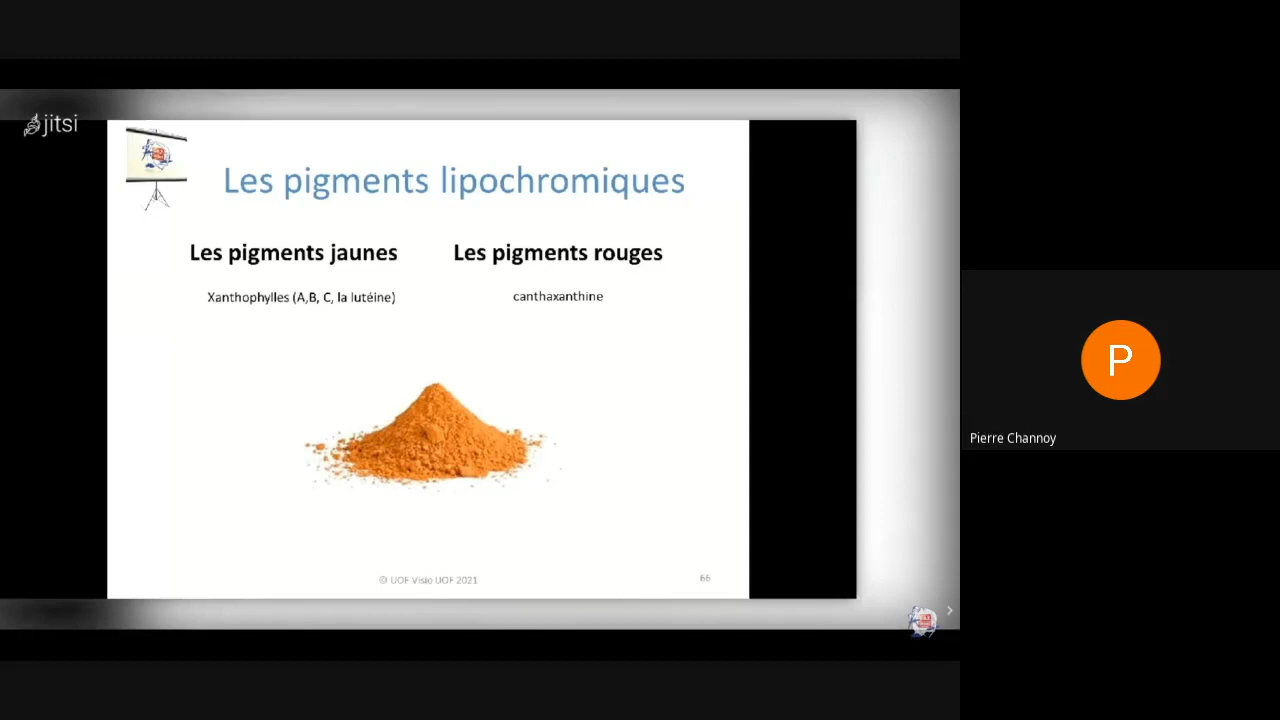 jitsi
Les pigments lipochromiques
Les pigments jaunes
Les pigments rouges
Xanthophylles (A,B, C, la lutéine)
canthaxanthine
© UOF Visio UOF 2021
66
P
Pierre Channoy